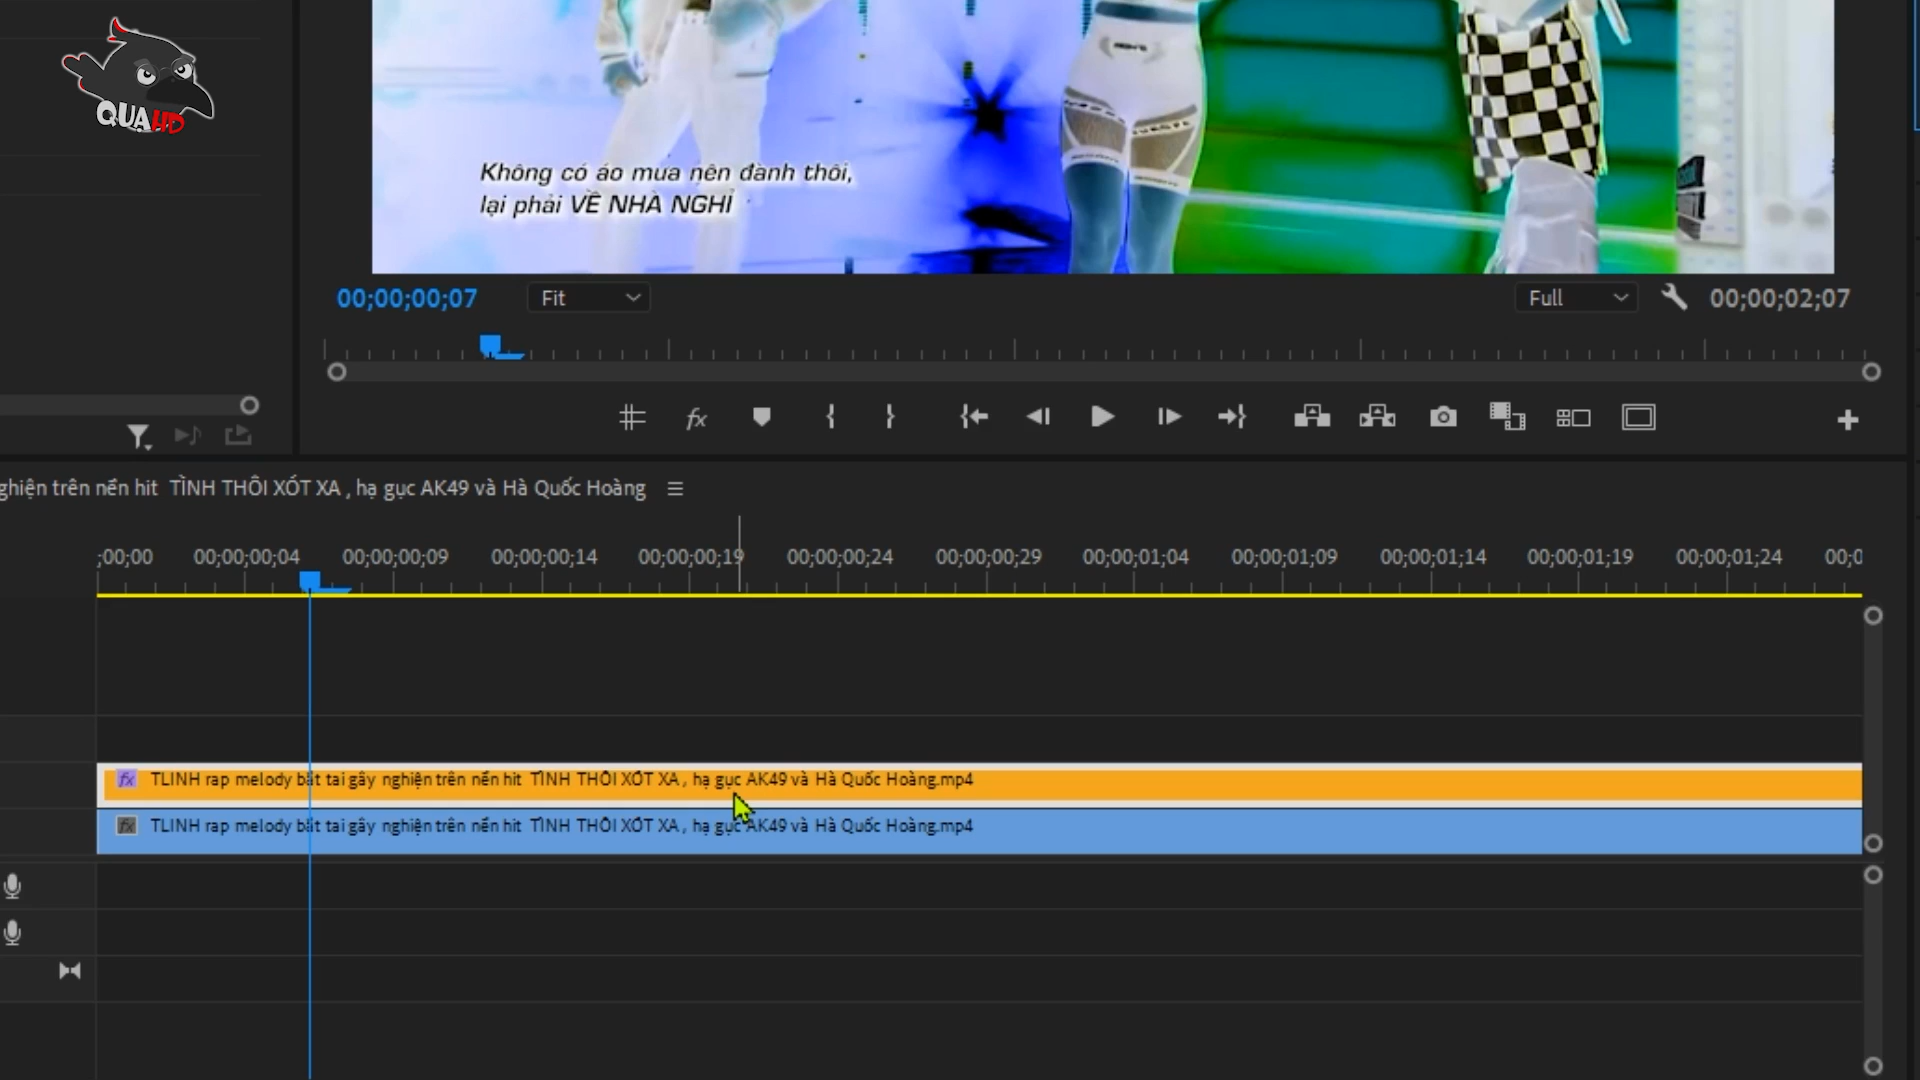 QUẠHD
Không có áo mưa nên đành thôi,
lại phải VỀ NHÀ NGHỈ
00;00;00;07
Fit
Full
00;00;02;07
ghiện trên nền hit TÌNH THÔI XÓT XA , hạ gục AK49 và Hà Quốc Hoàng
;00;00
00;00;00;04
00;00;00;09
00;00;00;14
00;00;00;19
00;00;00;24
00;00;00;29
00;00;01;04
00;00;01;09
00;00;01;14
00;00;01;19
00;00;01;24
00;0
fx TLINH rap melody bắt tai gây nghiện trên nền hit TÌNH THÔI XÓT XA , hạ gục AK49 và Hà Quốc Hoàng.mp4
fx TLINH rap melody bắt tai gây nghiện trên nền hit TÌNH THÔI XÓT XA , hạ gục AK49 và Hà Quốc Hoàng.mp4